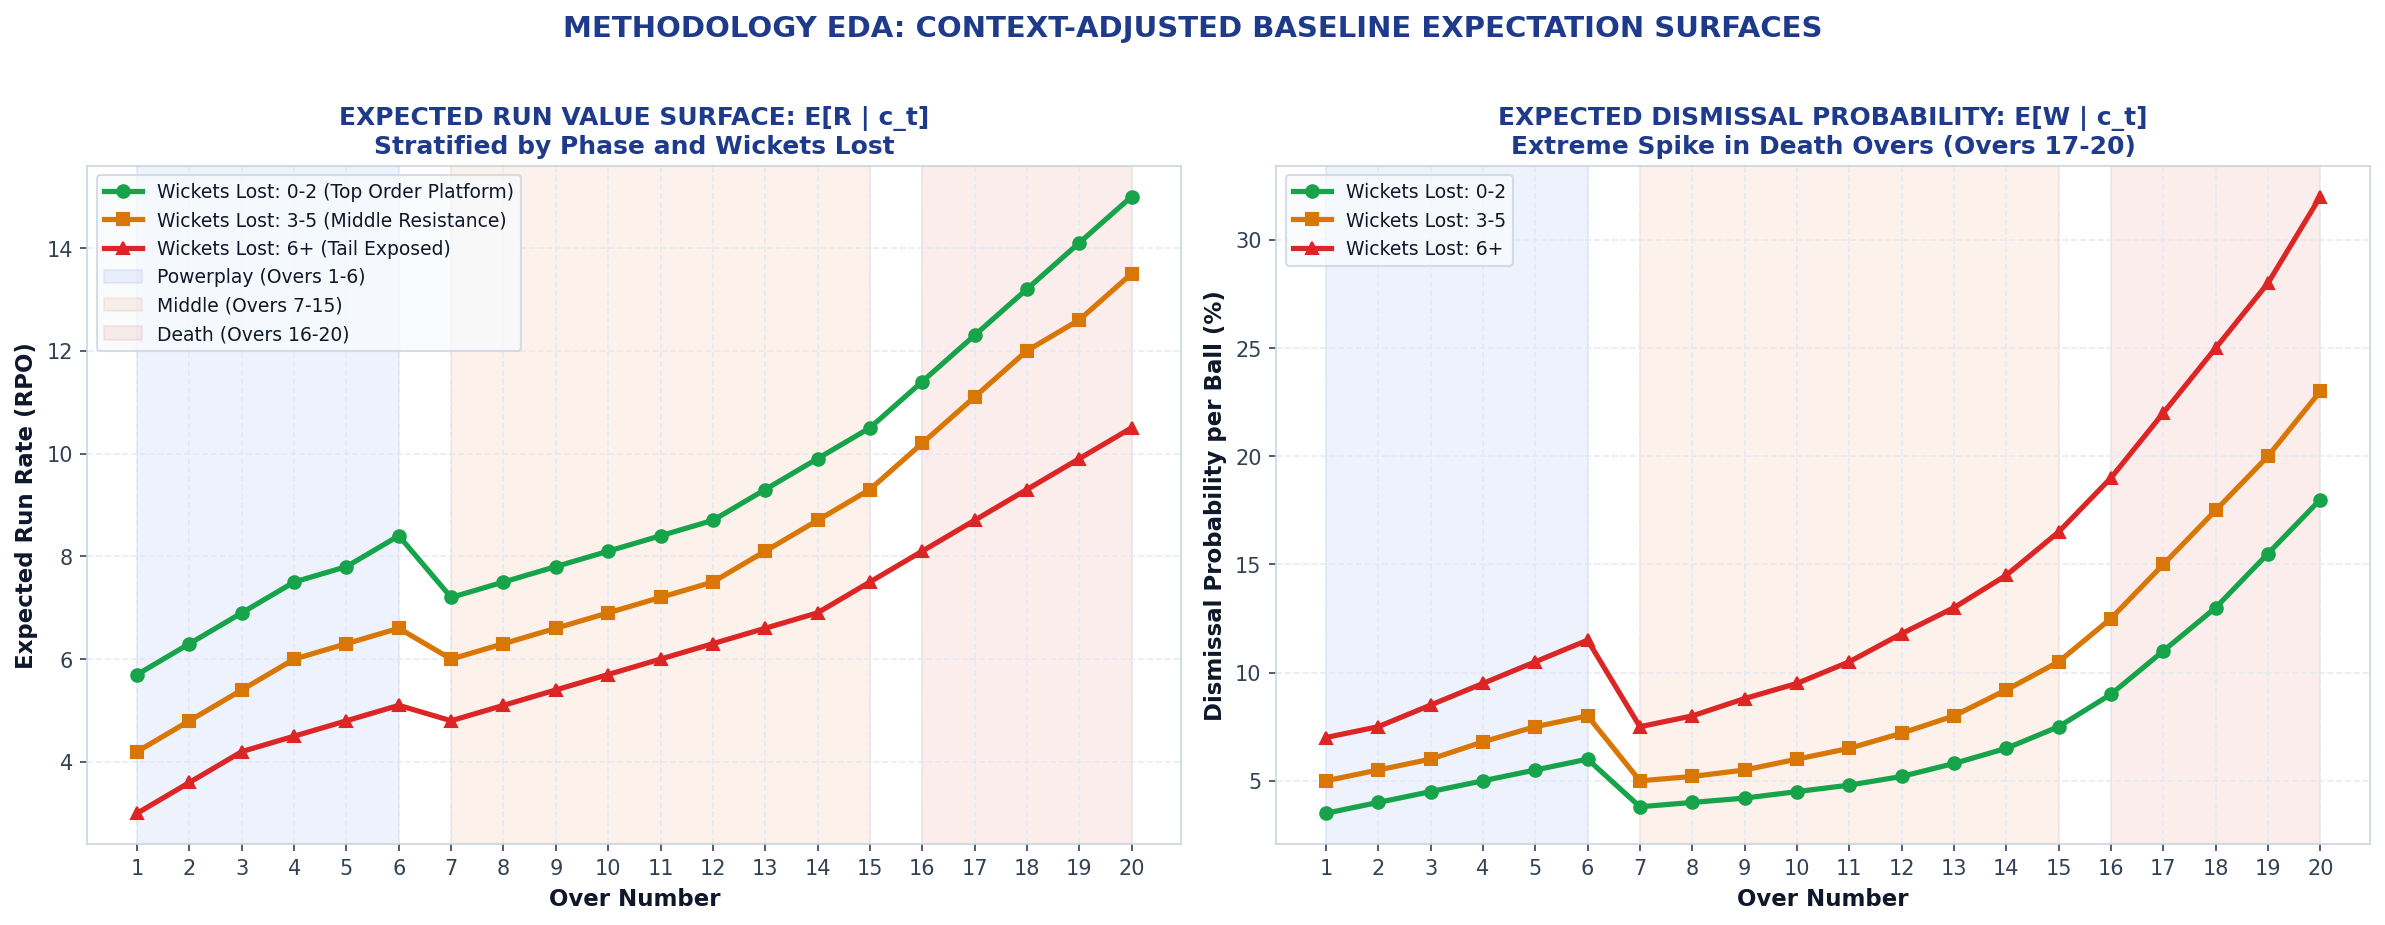 METHODOLOGY EDA: CONTEXT-ADJUSTED BASELINE EXPECTATION SURFACES
EXPECTED RUN VALUE SURFACE: E[R | c_t]
Stratified by Phase and Wickets Lost
Wickets Lost: 0-2 (Top Order Platform)
Wickets Lost: 3-5 (Middle Resistance)
Wickets Lost: 6+ (Tail Exposed)
Powerplay (Overs 1-6)
Middle (Overs 7-15)
Death (Overs 16-20)
Expected Run Rate (RPO)
14
12
10
8
6
4
1 2 3 4 5 6 7 8 9 10 11 12 13 14 15 16 17 18 19 20
Over Number
EXPECTED DISMISSAL PROBABILITY: E[W | c_t]
Extreme Spike in Death Overs (Overs 17-20)
Wickets Lost: 0-2
Wickets Lost: 3-5
Wickets Lost: 6+
Dismissal Probability per Ball (%)
30
25
20
15
10
5
1 2 3 4 5 6 7 8 9 10 11 12 13 14 15 16 17 18 19 20
Over Number